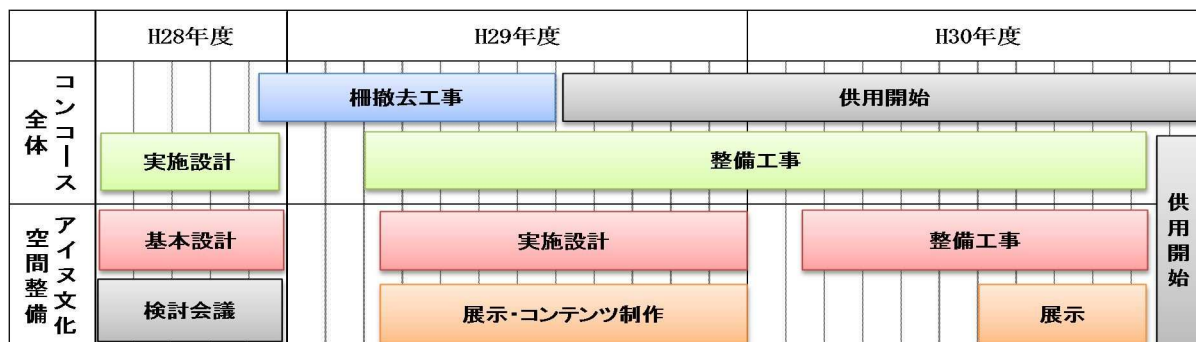 H28年度 H29年度 H30年度
コンコース
全体
柵撤去工事 供用開始
実施設計 整備工事
アイヌ文化
空間整備
基本設計 実施設計 整備工事
検討会議 展示・コンテンツ制作 展示
供用開始